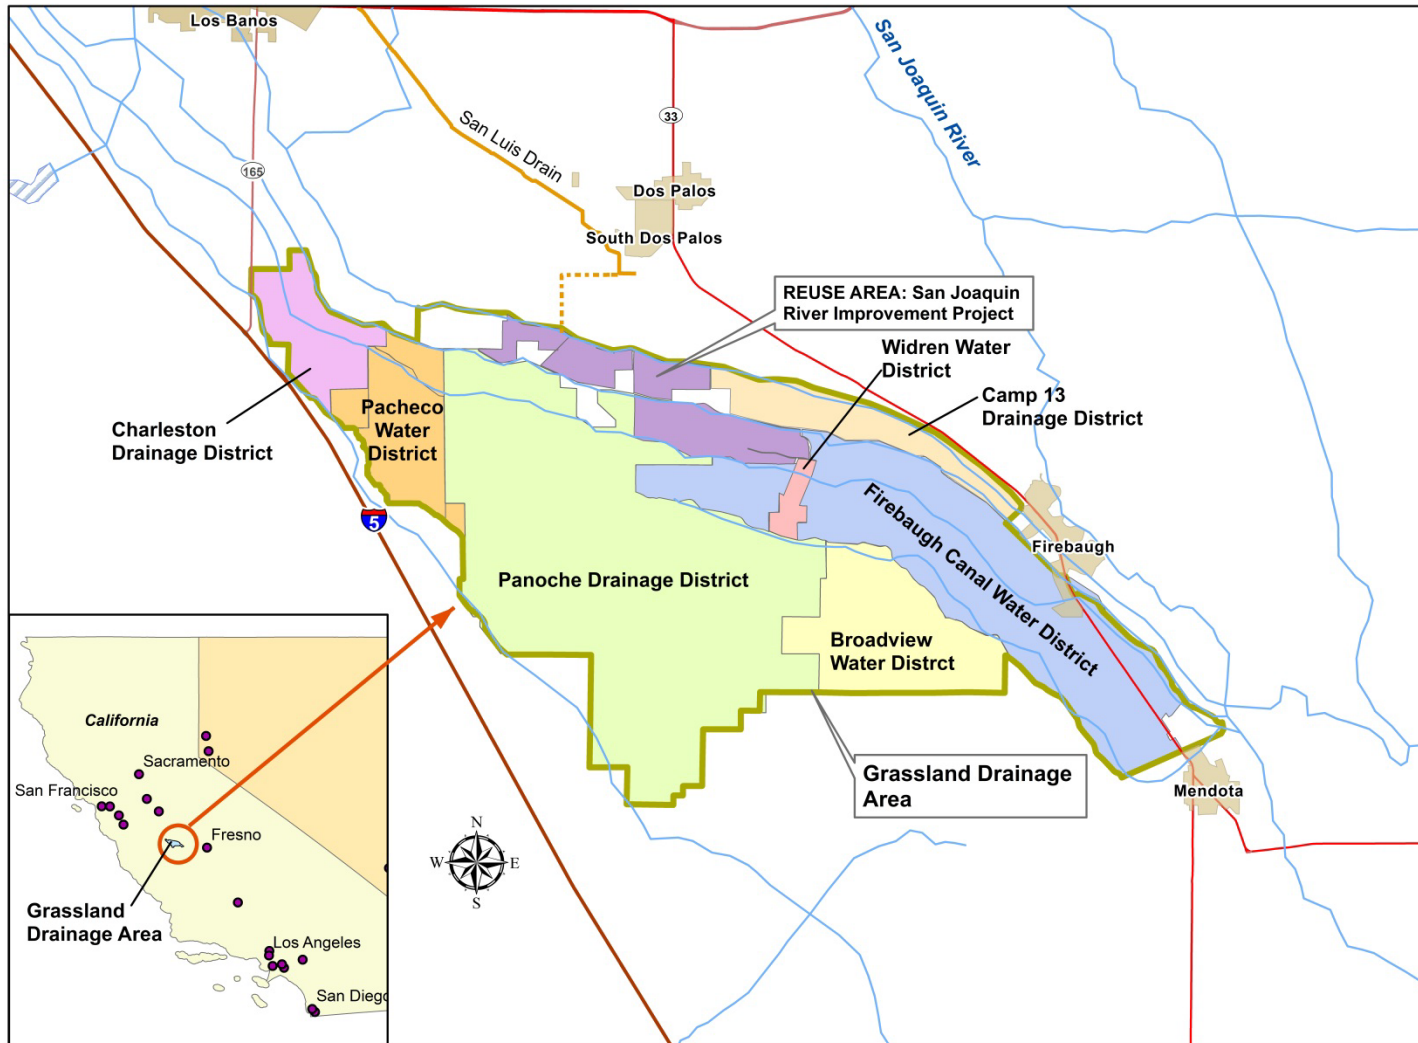 Los Banos
San Joaquin River
San Luis Drain
33
165
Dos Palos
South Dos Palos
REUSE AREA: San Joaquin
River Improvement Project
Widren Water
District
Camp 13
Drainage District
Charleston
Drainage District
Pacheco
Water
District
5
Firebaugh Canal Water District
Firebaugh
Panoche Drainage District
Broadview
Water Distrct
Grassland Drainage
Area
Mendota
California
Sacramento
San Francisco
Fresno
Grassland
Drainage Area
Los Angeles
San Diego
N
W
E
S